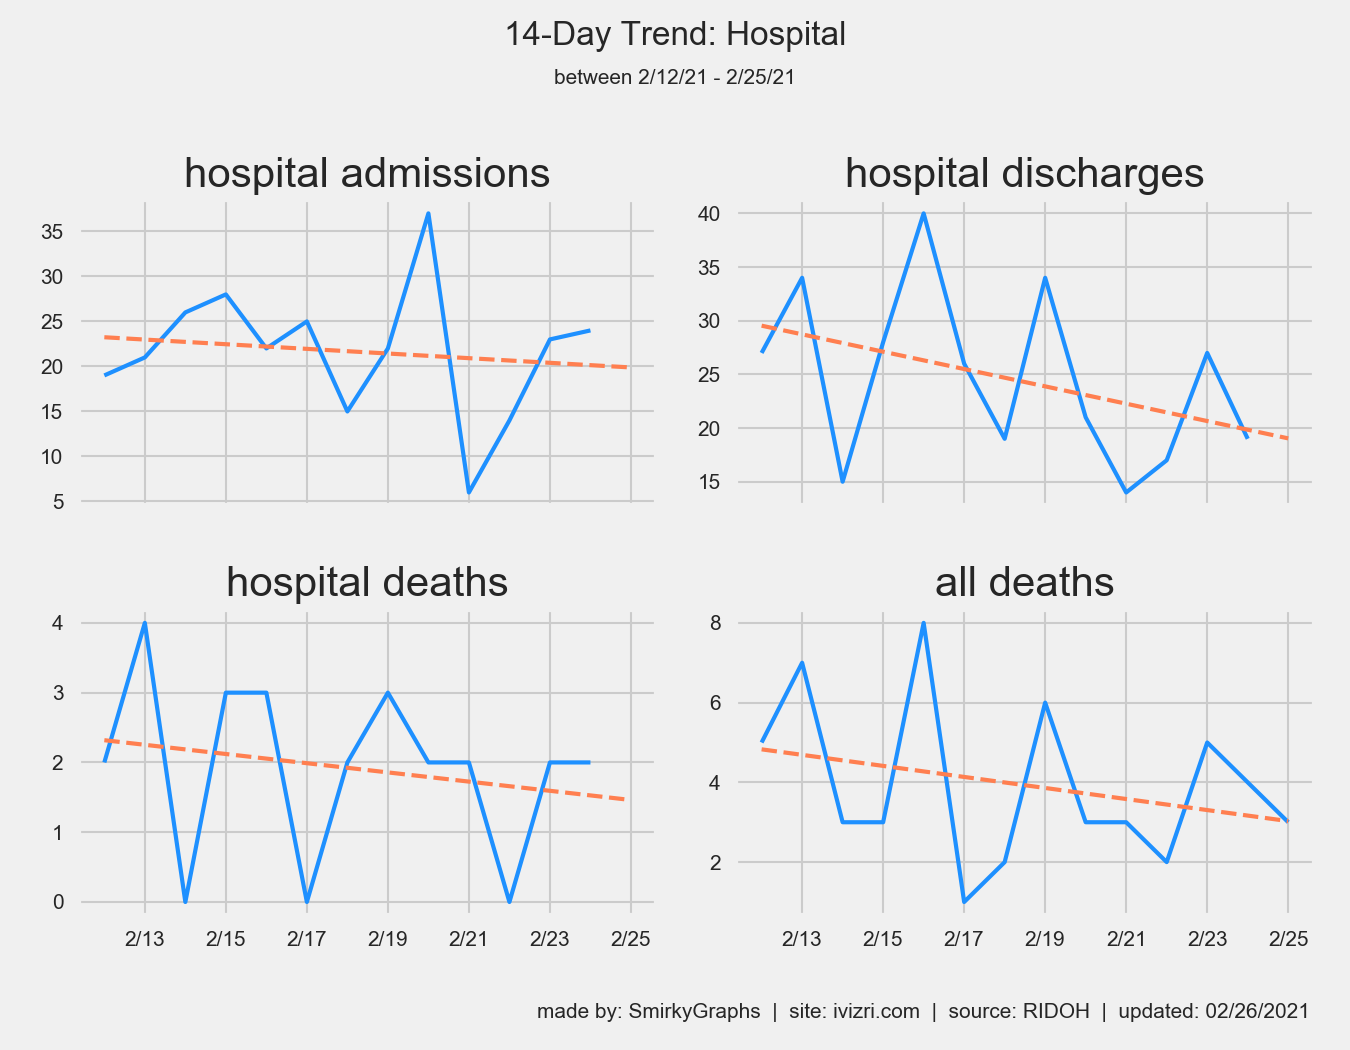 14-Day Trend: Hospital
between 2/12/21 - 2/25/21
hospital admissions
35
30
25
20
15
10
5
hospital discharges
40
35
30
25
20
15
hospital deaths
4
3
2
1
0
2/13 2/15 2/17 2/19 2/21 2/23 2/25
all deaths
8
6
4
2
2/13 2/15 2/17 2/19 2/21 2/23 2/25
made by: SmirkyGraphs | site: ivizri.com | source: RIDOH | updated: 02/26/2021